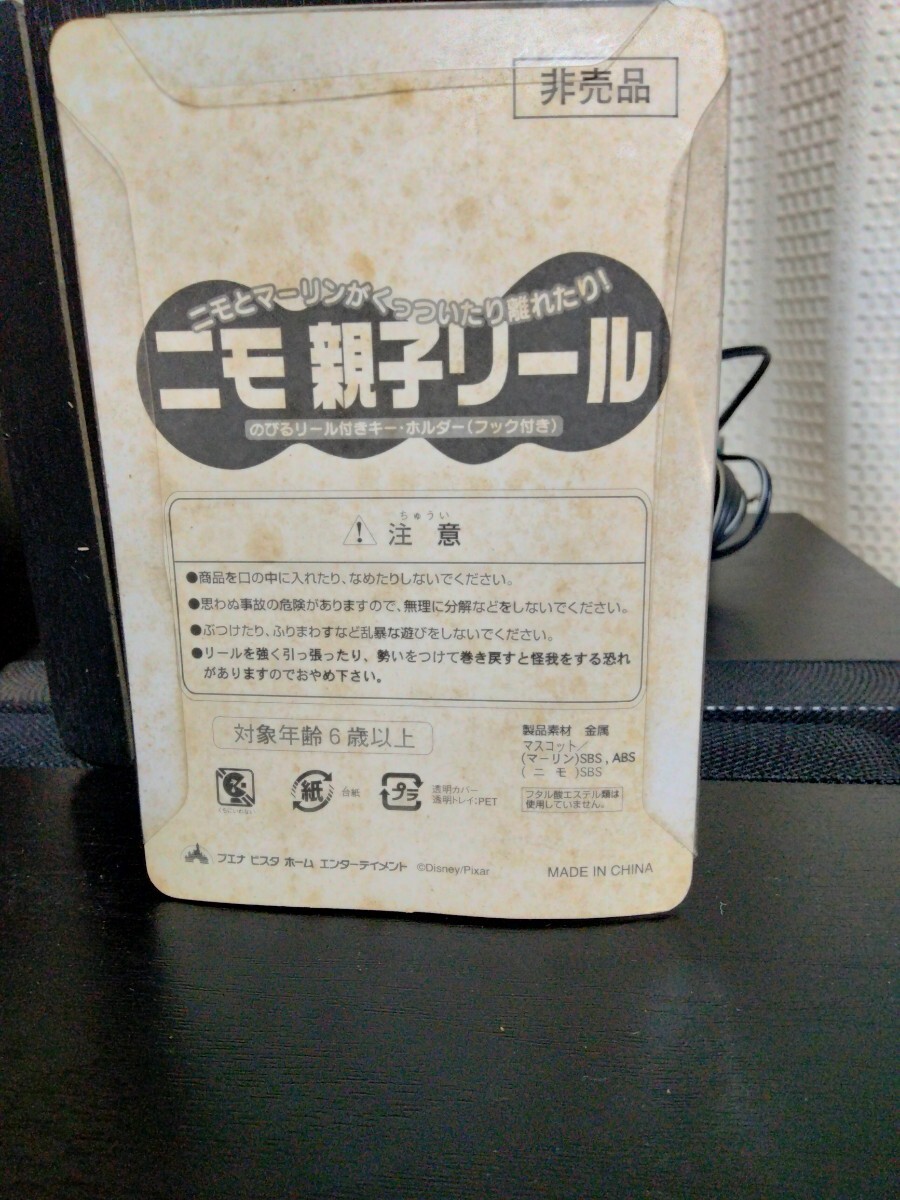 非売品
ニモとマーリンがくっついたり離れたり!
ニモ 親子リール
のびるリール付きキー・ホルダー(フック付き)
ちゅうい
注意
●商品を口の中に入れたり、なめたりしないでください。
●思わぬ事故の危険がありますので、無理に分解などをしないでください。
●ぶつけたり、ふりまわすなど乱暴な遊びをしないでください。
●リールを強く引っ張ったり、勢いをつけて巻き戻すと怪我をする恐れ
がありますのでおやめ下さい。
対象年齢6歳以上
製品素材 金属
マスコット/
(マーリン)SBS, ABS
(ニモ)SBS
くちにいれない
紙
台紙
プラ
透明カバー
透明トレイ:PET
フタル酸エステル類は
使用していません。
ブエナ ビスタ ホーム エンターテイメント ©Disney/Pixar
MADE IN CHINA